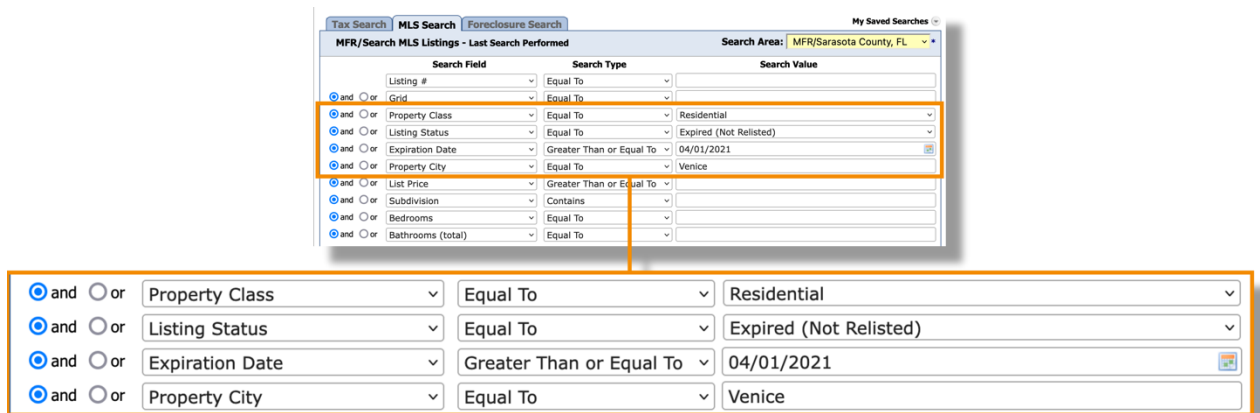 Tax Search MLS Search Foreclosure Search My Saved Searches
MFR/Search MLS Listings - Last Search Performed Search Area: MFR/Sarasota County, FL *
Search Field Search Type Search Value
Listing # Equal To
and or Grid Equal To
and or Property Class Equal To Residential
and or Listing Status Equal To Expired (Not Relisted)
and or Expiration Date Greater Than or Equal To 04/01/2021
and or Property City Equal To Venice
and or List Price Greater Than or Equal To
and or Subdivision Contains
and or Bedrooms Equal To
and or Bathrooms (total) Equal To
and or Property Class Equal To Residential
and or Listing Status Equal To Expired (Not Relisted)
and or Expiration Date Greater Than or Equal To 04/01/2021
and or Property City Equal To Venice